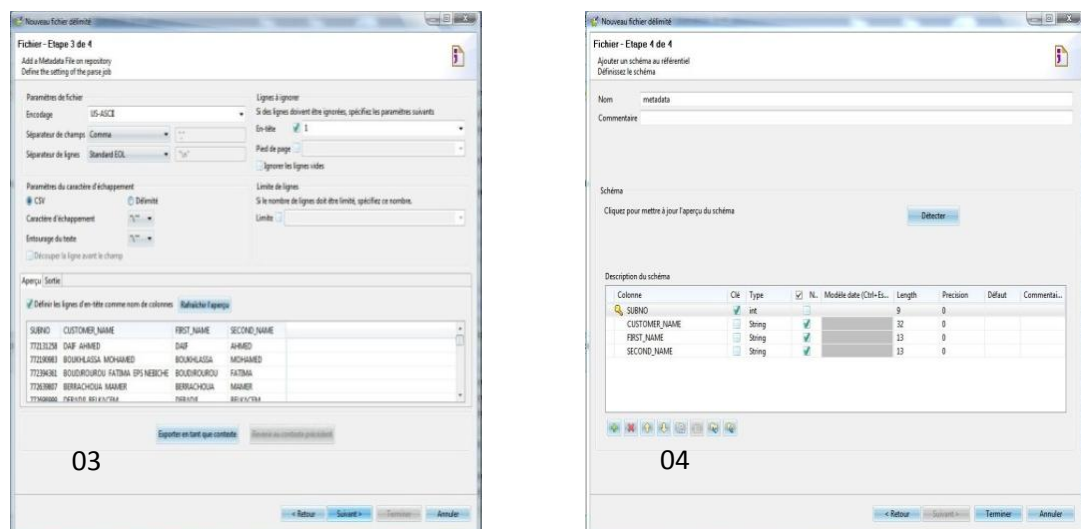 Nouveau fichier délimité
Fichier - Etape 3 de 4
Add a Metadata File on repository
Define the setting of the parse job
Paramètres de fichier
Encodage US-ASCII
Séparateur de champs Comma
Séparateur de lignes Standard EOL "\n"
Lignes à ignorer
Si des lignes doivent être ignorées, spécifiez les paramètres suivants
En-tête 1
Pied de page
Ignorer les lignes vides
Paramètres du caractère d'échappement
CSV Délimité
Caractère d'échappement
Entourage du texte
Découper la ligne avant le champ
Limite de lignes
Si le nombre de lignes doit être limité, spécifiez ce nombre.
Limite
Aperçu Sortie
Définir les lignes d'en-tête comme nom de colonnes Rafraîchir l'aperçu
SUBNO CUSTOMER_NAME FIRST_NAME SECOND_NAME
772131258 DAIF AHMED DAIF AHMED
772190983 BOUKHLASSA MOHAMED BOUKHLASSA MOHAMED
772394361 BOUDJROUROU FATIMA EPS NEBICHE BOUDJROUROU FATIMA
772639807 BERRACHOUA MAAMER BERRACHOUA MAAMER
Exporter en tant que contexte Revenir au contexte précédent
03
< Retour Suivant > Terminer Annuler
Nouveau fichier délimité
Fichier - Etape 4 de 4
Ajouter un schéma au référentiel
Définissez le schéma
Nom metadata
Commentaire
Schéma
Cliquez pour mettre à jour l'aperçu du schéma Détecter
Description du schéma
Colonne Clé Type N.. Modèle date (Ctrl+Es... Length Precision Défaut Commentai...
SUBNO int 9 0
CUSTOMER_NAME String 32 0
FIRST_NAME String 13 0
SECOND_NAME String 13 0
04
< Retour Suivant > Terminer Annuler